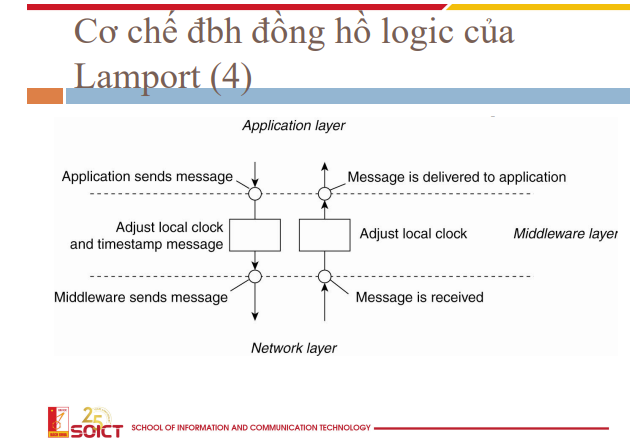 Cơ chế đbh đồng hồ logic của
Lamport (4)
Application layer
Application sends message
Message is delivered to application
Adjust local clock
and timestamp message
Adjust local clock
Middleware layer
Middleware sends message
Message is received
Network layer
25
SOICT
SCHOOL OF INFORMATION AND COMMUNICATION TECHNOLOGY